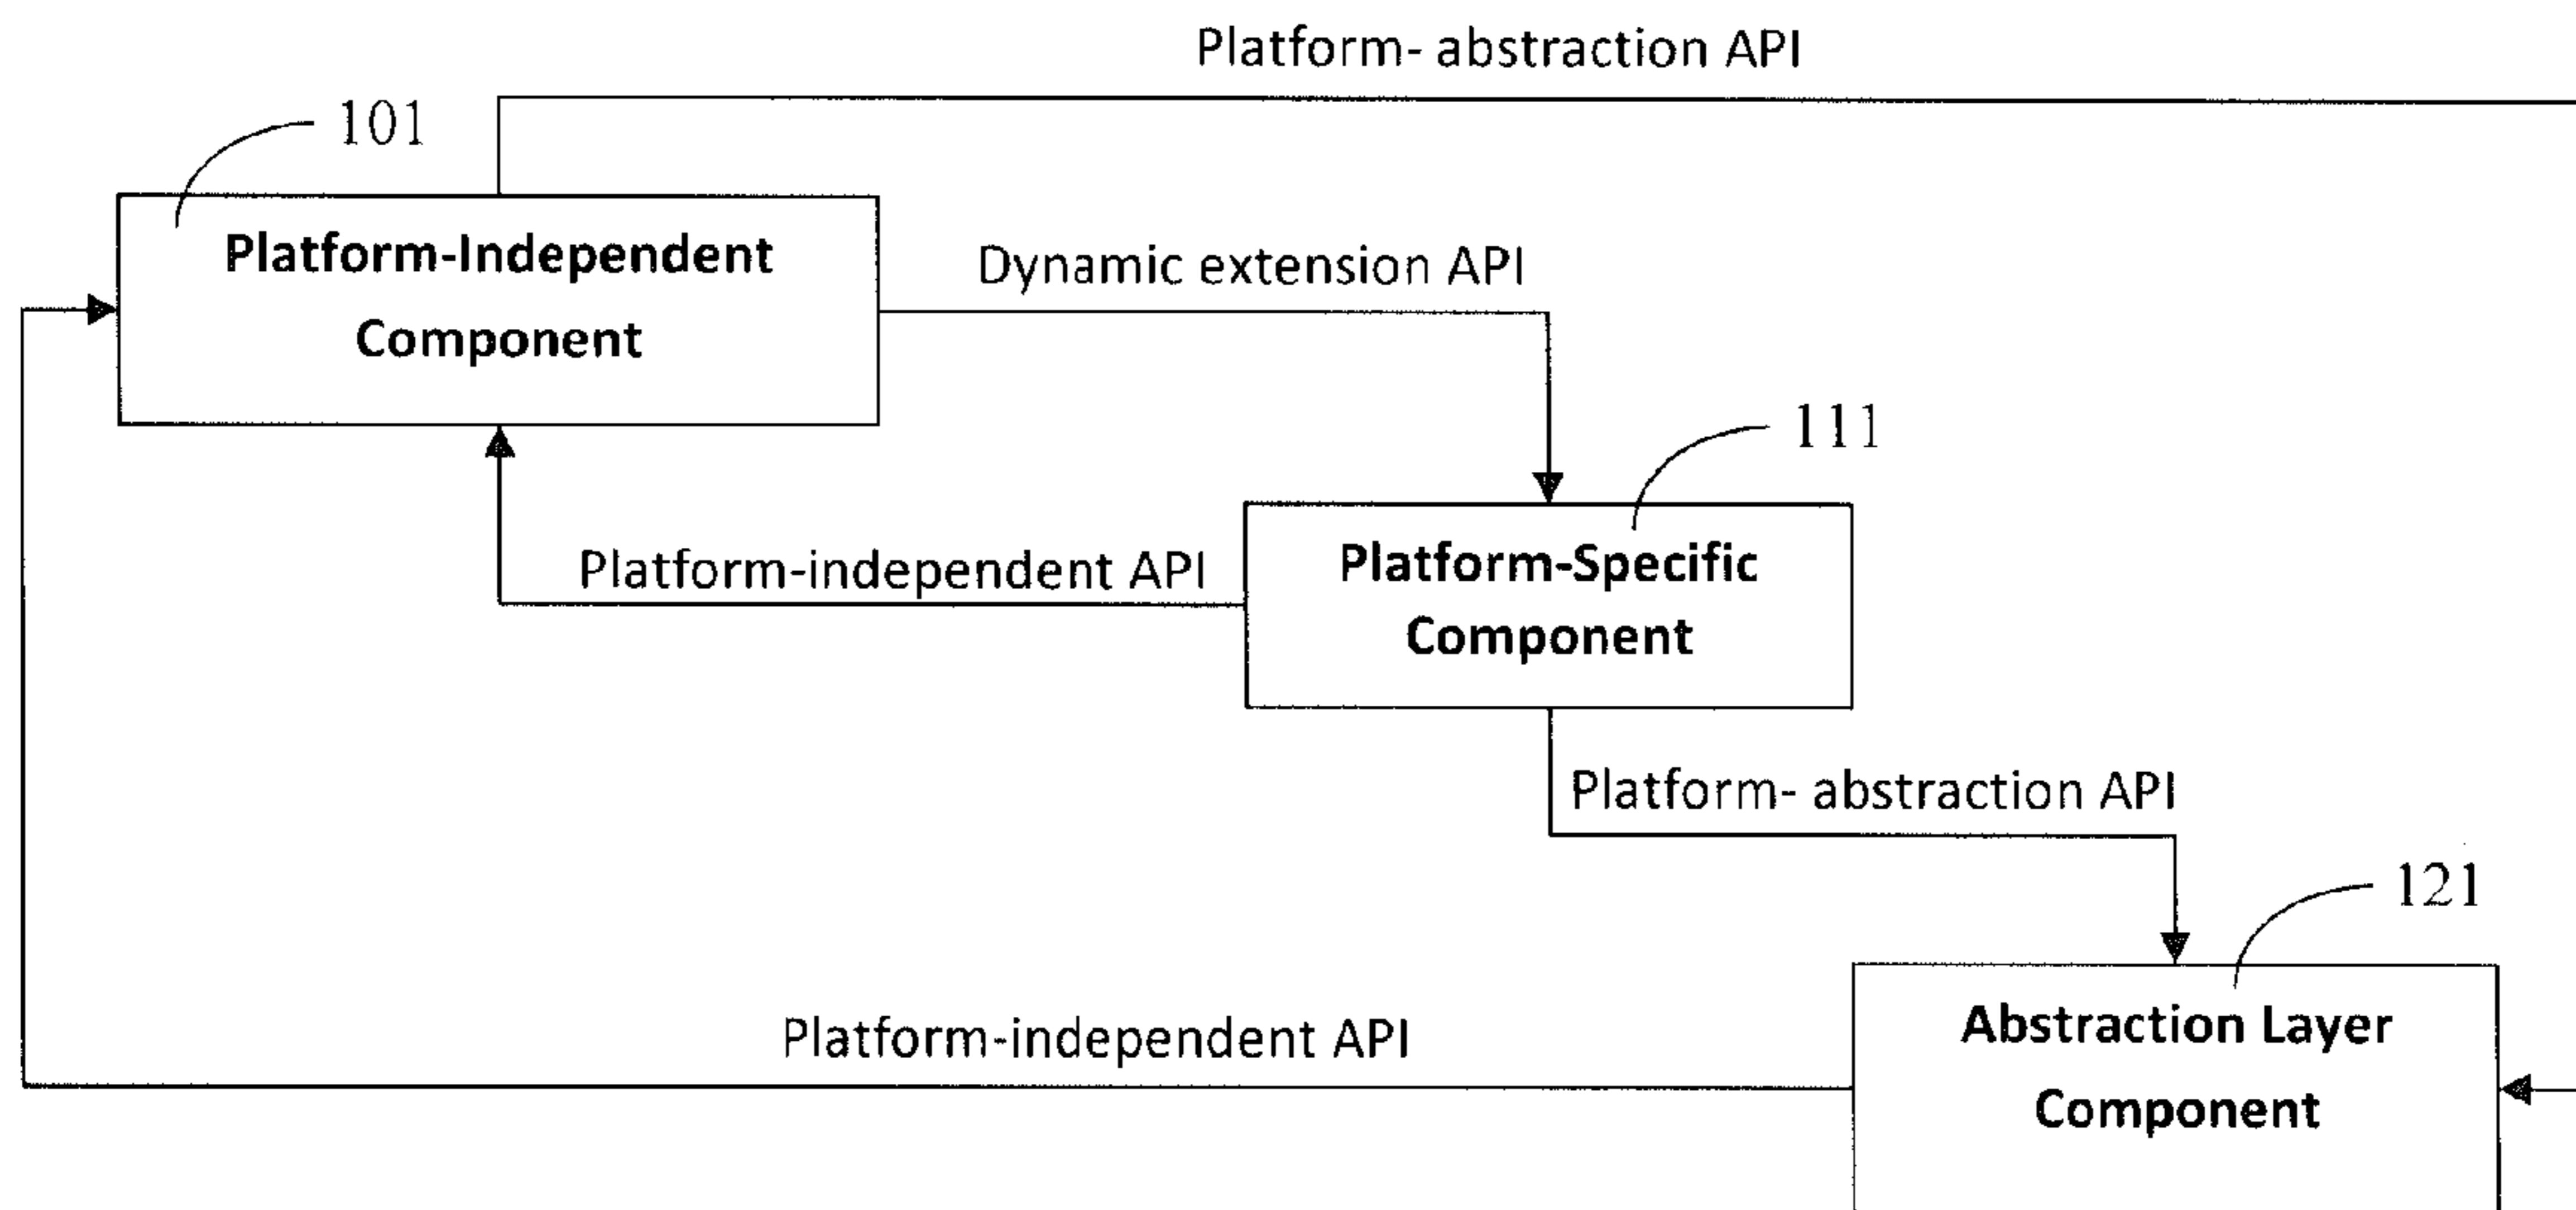 Platform- abstraction API
101
Platform-Independent
Component
Dynamic extension API
111
Platform-independent API
Platform-Specific
Component
Platform- abstraction API
121
Platform-independent API
Abstraction Layer
Component